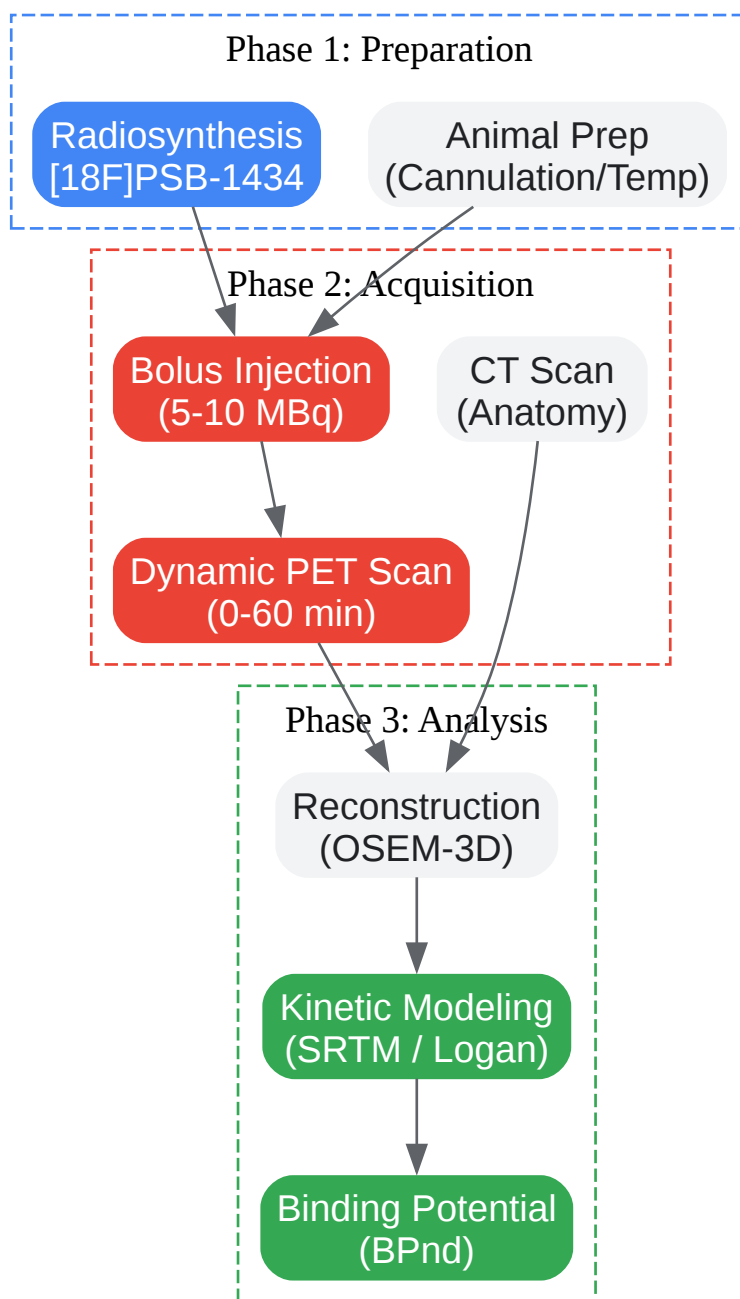 Phase 1: Preparation
Radiosynthesis
[18F]PSB-1434
Animal Prep
(Cannulation/Temp)
Phase 2: Acquisition
Bolus Injection
(5-10 MBq)
CT Scan
(Anatomy)
Dynamic PET Scan
(0-60 min)
Phase 3: Analysis
Reconstruction
(OSEM-3D)
Kinetic Modeling
(SRTM / Logan)
Binding Potential
(BPnd)